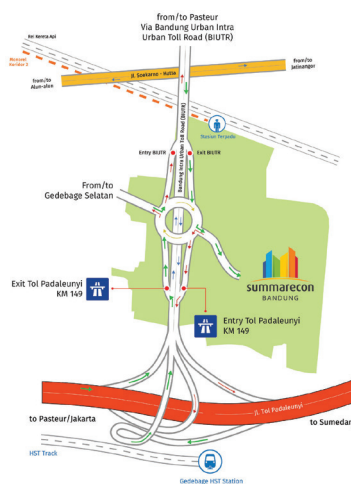 from/to Pasteur
Via Bandung Urban Intra
Urban Toll Road (BIUTR)
Rel Kereta Api
from/to
Alun-alun
Jl. Soekarno - Hatta
from/to
Jatinangor
Stasiun Terpadu
Entry BIUTR
Exit BIUTR
Bandung Intra Urban Toll Road (BIUTR)
From/to
Gedebage Selatan
summarecon
BANDUNG
Exit Tol Padaleunyi
KM 149
Entry Tol Padaleunyi
KM 149
Jl. Tol Padaleunyi
to Pasteur/Jakarta
to Sumedan
HST Track
Gedebage HST Station